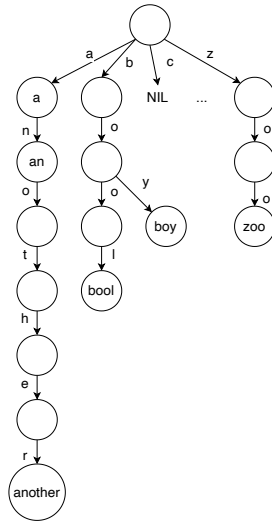 a b c z
a NIL ...
n o o
an
o o y o
boy zoo
t l
bool
h
e
r
another